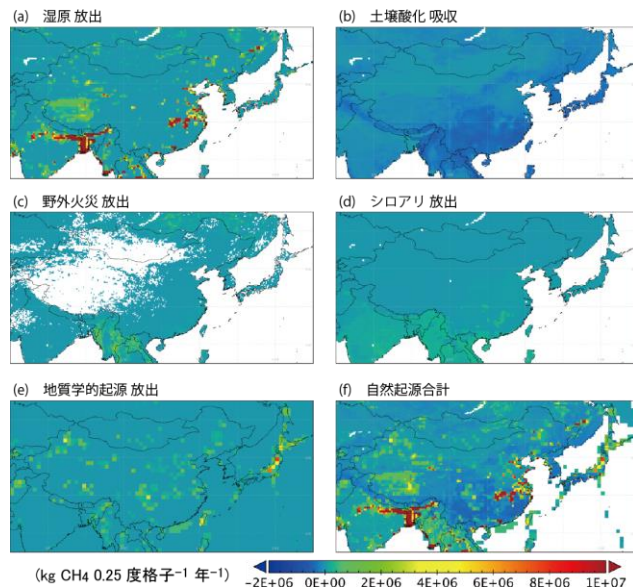 (a) 湿原 放出
(b) 土壌酸化 吸収
(c) 野外火災 放出
(d) シロアリ 放出
(e) 地質学的起源 放出
(f) 自然起源合計
(kg CH4 0.25 度格子⁻¹ 年⁻¹)
-2E+06 0E+00 2E+06 4E+06 6E+06 8E+06 1E+07